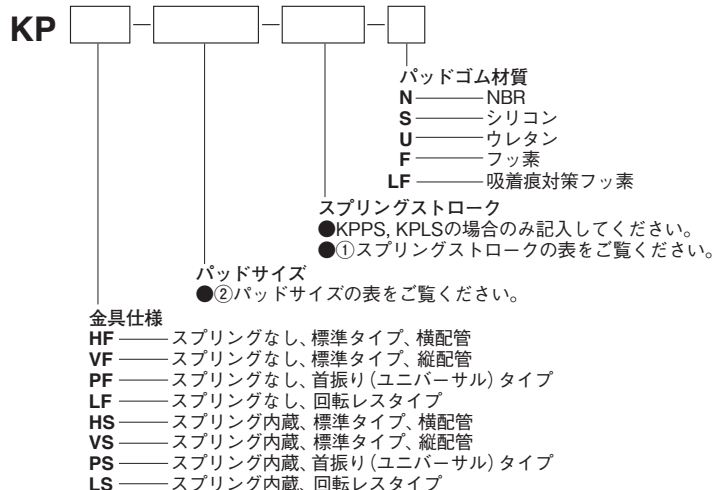 KP
パッドゴム材質
N NBR
S シリコン
U ウレタン
F フッ素
LF 吸着痕対策フッ素
スプリングストローク
●KPPS, KPLSの場合のみ記入してください。
●①スプリングストロークの表をご覧ください。
パッドサイズ
●②パッドサイズの表をご覧ください。
金具仕様
HF スプリングなし、標準タイプ、横配管
VF スプリングなし、標準タイプ、縦配管
PF スプリングなし、首振り(ユニバーサル)タイプ
LF スプリングなし、回転レスタイプ
HS スプリング内蔵、標準タイプ、横配管
VS スプリング内蔵、標準タイプ、縦配管
PS スプリング内蔵、首振り(ユニバーサル)タイプ
LS スプリング内蔵、回転レスタイプ